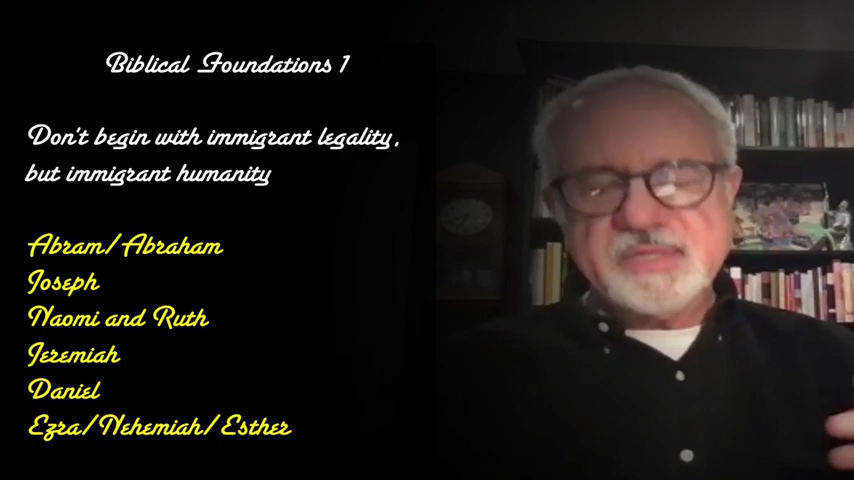 Biblical Foundations 1
Don't begin with immigrant legality,
but immigrant humanity
Abram/Abraham
Joseph
Naomi and Ruth
Jeremiah
Daniel
Ezra/Nehemiah/Esther